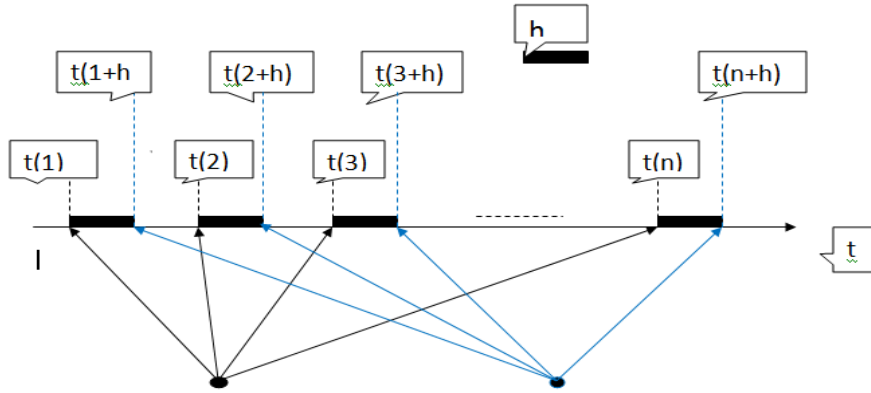 h
t(1+h
t(2+h)
t(3+h)
t(n+h)
t(1)
t(2)
t(3)
t(n)
t